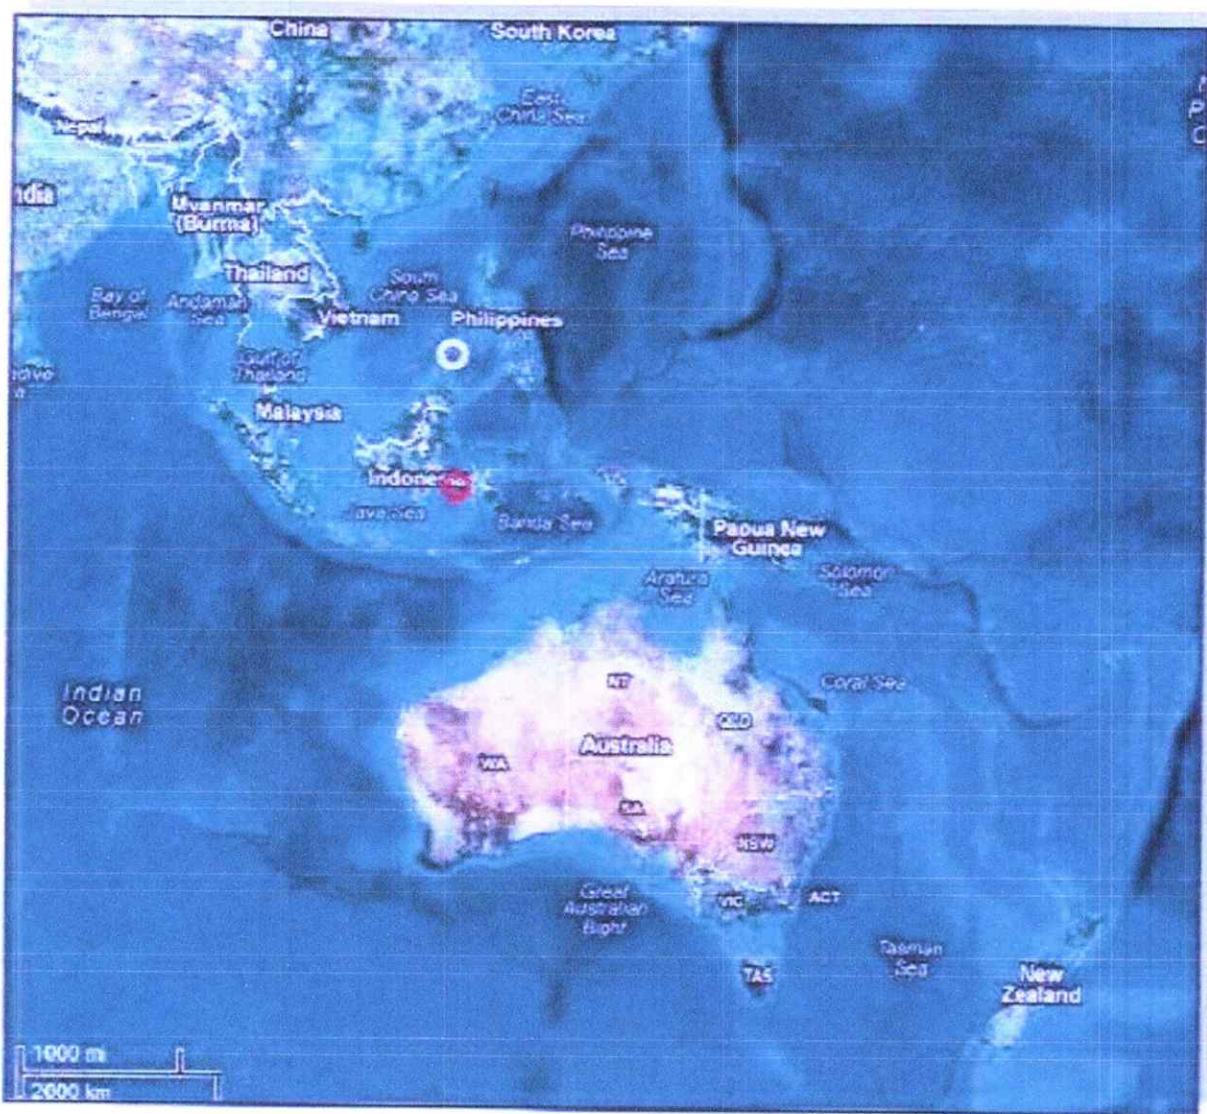 China
South Korea
East
China Sea
Nepal
Myanmar
(Burma)
Philippine
Sea
Thailand
South
China Sea
Bay of
Bengal
Andaman
Sea
Vietnam
Philippines
Gulf of
Thailand
Malaysia
Indonesia
Java Sea
Banda Sea
Papua New
Guinea
Arafura
Sea
Solomon
Sea
Indian
Ocean
NT
Coral Sea
QLD
Australia
WA
SA
NSW
Great
Australian
Bight
VIC
ACT
Tasman
Sea
TAS
New
Zealand
1000 mi
2000 km